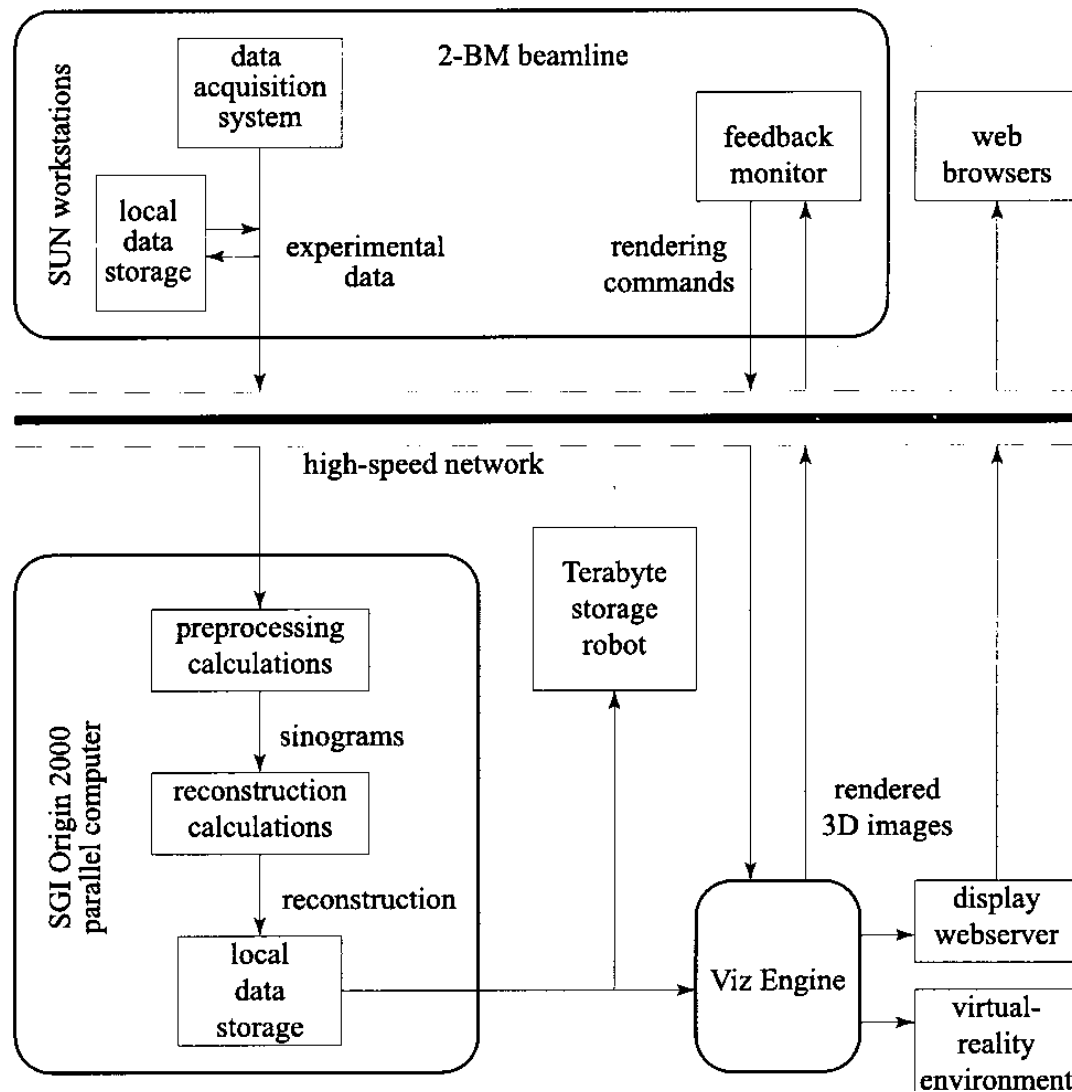 data
acquisition
system
2-BM beamline
SUN workstations
local
data
storage
experimental
data
feedback
monitor
rendering
commands
web
browsers
high-speed network
Terabyte
storage
robot
SGI Origin 2000
parallel computer
preprocessing
calculations
sinograms
reconstruction
calculations
reconstruction
local
data
storage
rendered
3D images
Viz Engine
display
webserver
virtual-
reality
environment